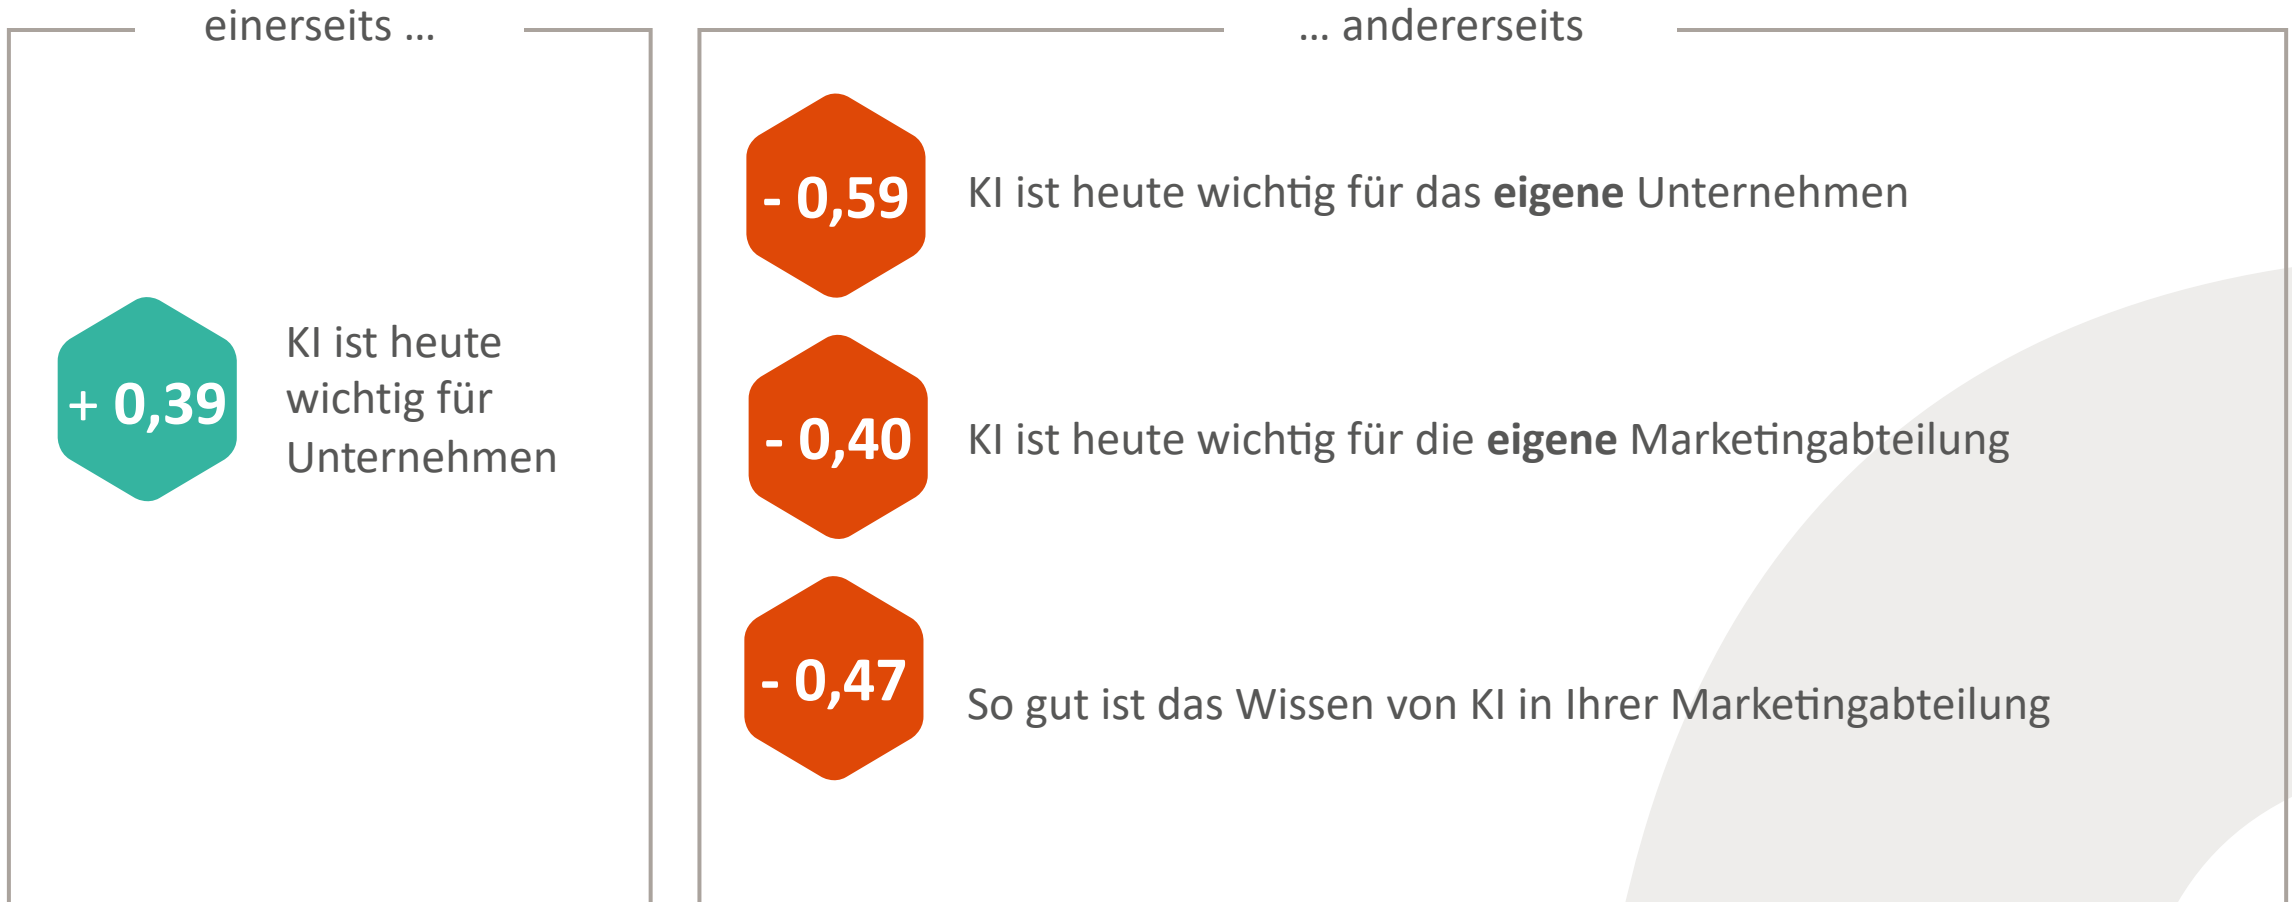 einerseits ...
+ 0,39
KI ist heute
wichtig für
Unternehmen
... andererseits
- 0,59
KI ist heute wichtig für das eigene Unternehmen
- 0,40
KI ist heute wichtig für die eigene Marketingabteilung
- 0,47
So gut ist das Wissen von KI in Ihrer Marketingabteilung